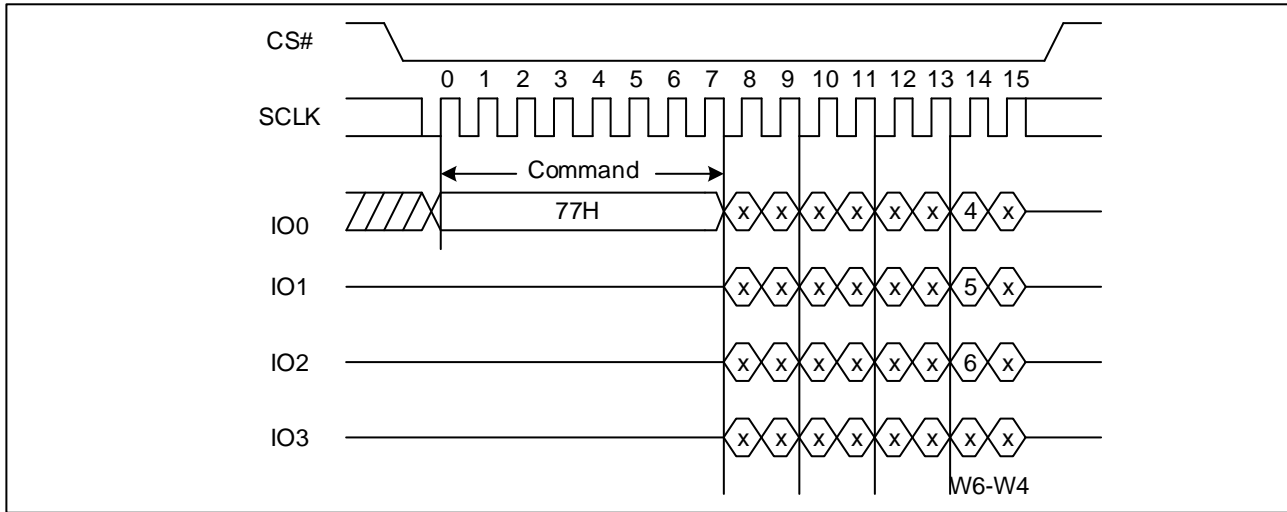 CS#
0 1 2 3 4 5 6 7 8 9 10 11 12 13 14 15
SCLK
Command
IO0 77H x x x x x x 4 x
IO1 x x x x x x 5 x
IO2 x x x x x x 6 x
IO3 x x x x x x x x
W6-W4